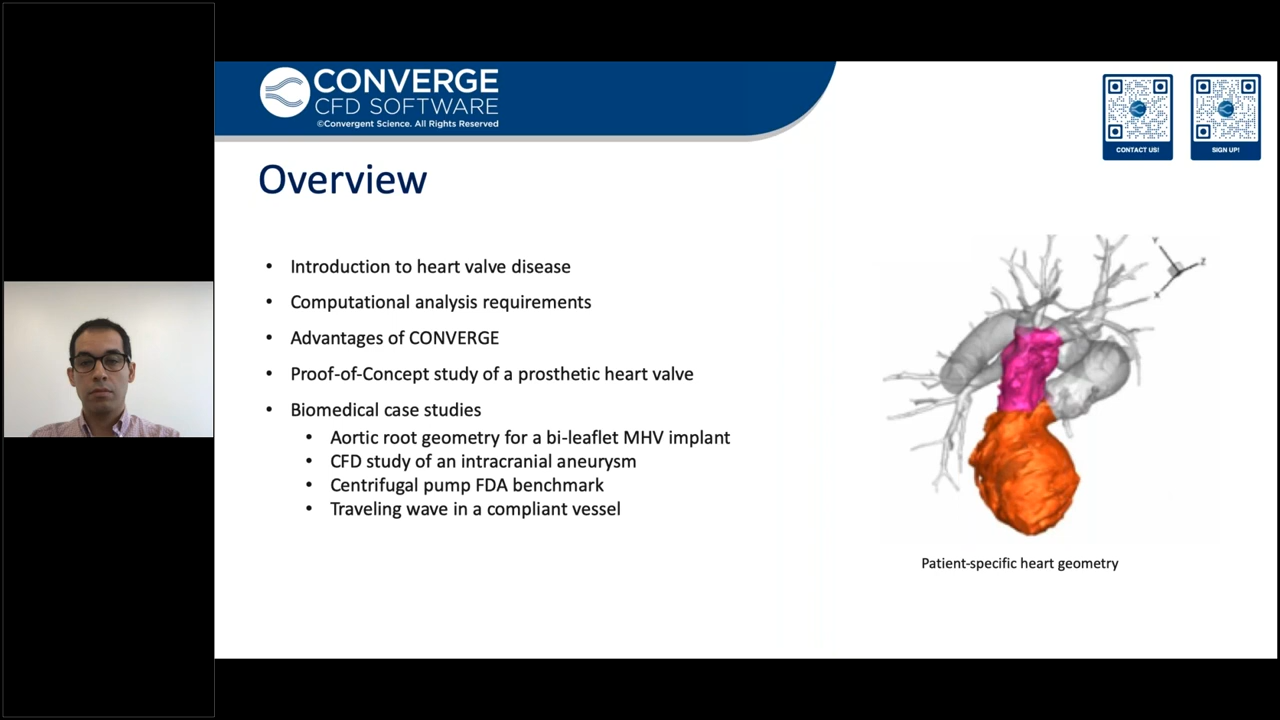 CONVERGE
CFD SOFTWARE
©Convergent Science. All Rights Reserved
CONTACT US!
SIGN UP!
Overview
• Introduction to heart valve disease
• Computational analysis requirements
• Advantages of CONVERGE
• Proof-of-Concept study of a prosthetic heart valve
• Biomedical case studies
• Aortic root geometry for a bi-leaflet MHV implant
• CFD study of an intracranial aneurysm
• Centrifugal pump FDA benchmark
• Traveling wave in a compliant vessel
Y
Z
X
Patient-specific heart geometry